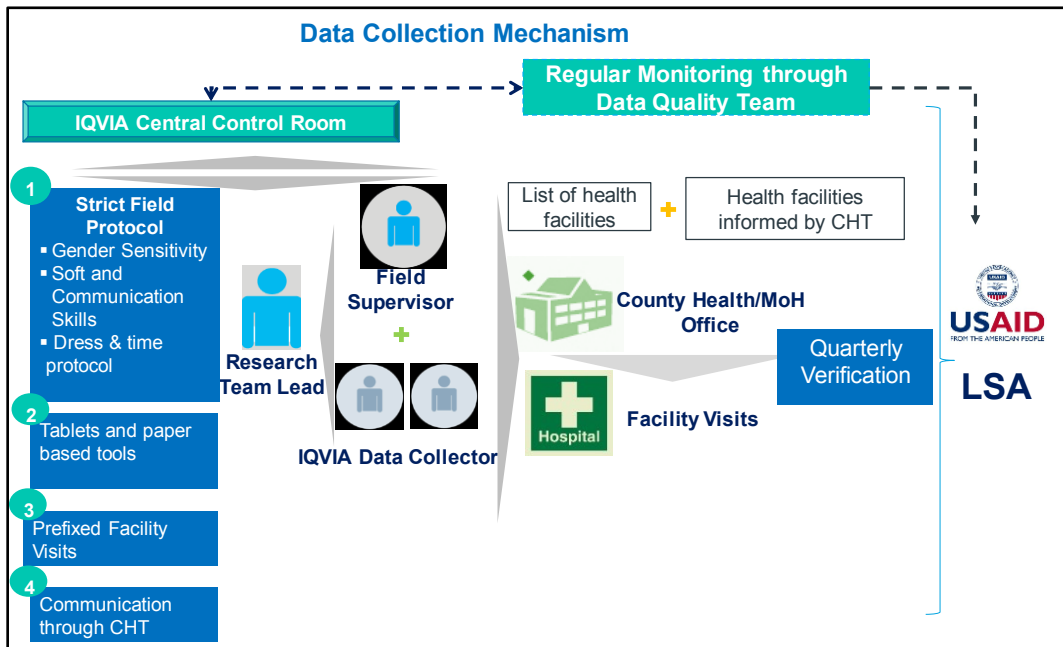 Data Collection Mechanism
Regular Monitoring through
Data Quality Team
IQVIA Central Control Room
1
Strict Field
Protocol
▪ Gender Sensitivity
▪ Soft and
Communication
Skills
▪ Dress & time
protocol
2
Tablets and paper
based tools
3
Prefixed Facility
Visits
4
Communication
through CHT
Research
Team Lead
Field
Supervisor
+
IQVIA Data Collector
List of health
facilities
+
Health facilities
informed by CHT
County Health/MoH
Office
Hospital
Facility Visits
Quarterly
Verification
USAID
USAID
FROM THE AMERICAN PEOPLE
LSA